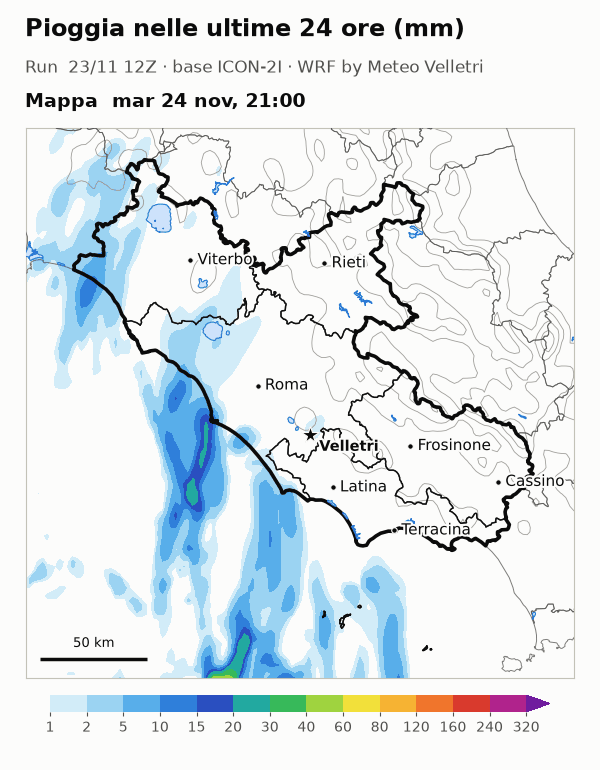 Pioggia nelle ultime 24 ore (mm)
Run  23/11 12Z · base ICON-2I · WRF by Meteo Velletri
Mappa  mar 24 nov, 21:00
Viterbo
Rieti
Roma
Velletri
Frosinone
Latina
Cassino
Terracina
50 km
1 2 5 10 15 20 30 40 60 80 120 160 240 320